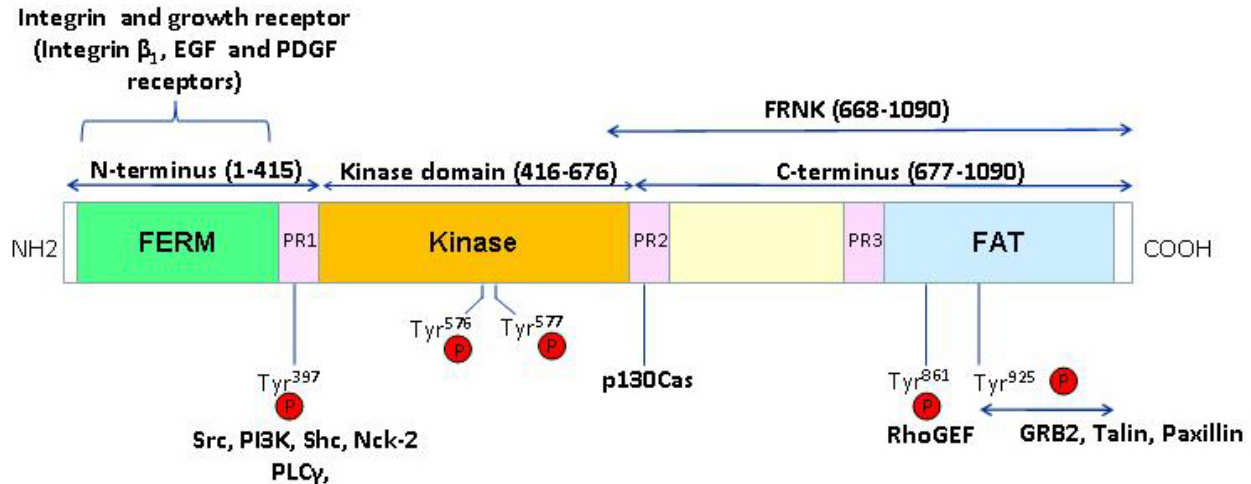 Integrin and growth receptor
(Integrin β₁, EGF and PDGF
receptors)
FRNK (668-1090)
N-terminus (1-415)
Kinase domain (416-676)
C-terminus (677-1090)
NH2
FERM
PR1
Kinase
PR2
PR3
FAT
COOH
Tyr⁵⁷⁶
P
Tyr⁵⁷⁷
P
Tyr³⁹⁷
P
Src, PI3K, Shc, Nck-2
PLCγ,
p130Cas
Tyr⁸⁶¹
P
RhoGEF
Tyr⁹²⁵
P
GRB2, Talin, Paxillin